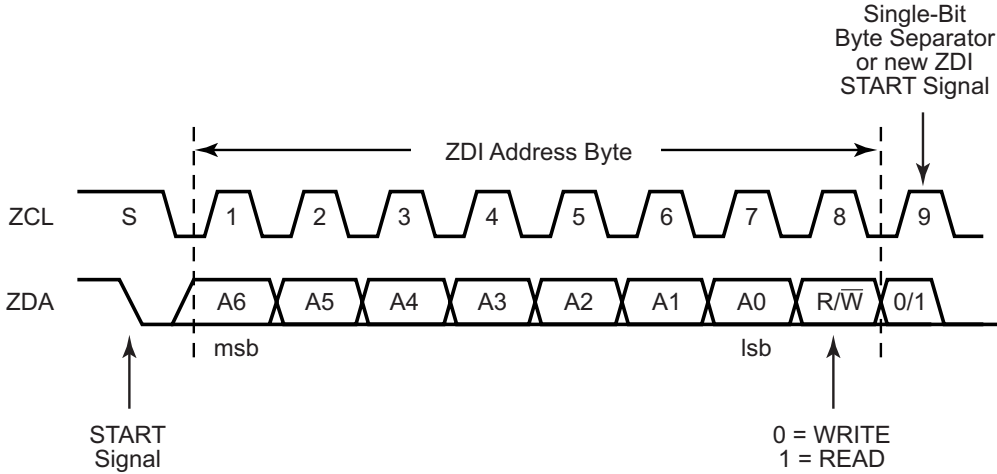 Single-Bit
Byte Separator
or new ZDI
START Signal
ZDI Address Byte
ZCL S 1 2 3 4 5 6 7 8 9
ZDA A6 A5 A4 A3 A2 A1 A0 R/W̅ 0/1
msb lsb
START
Signal
0 = WRITE
1 = READ